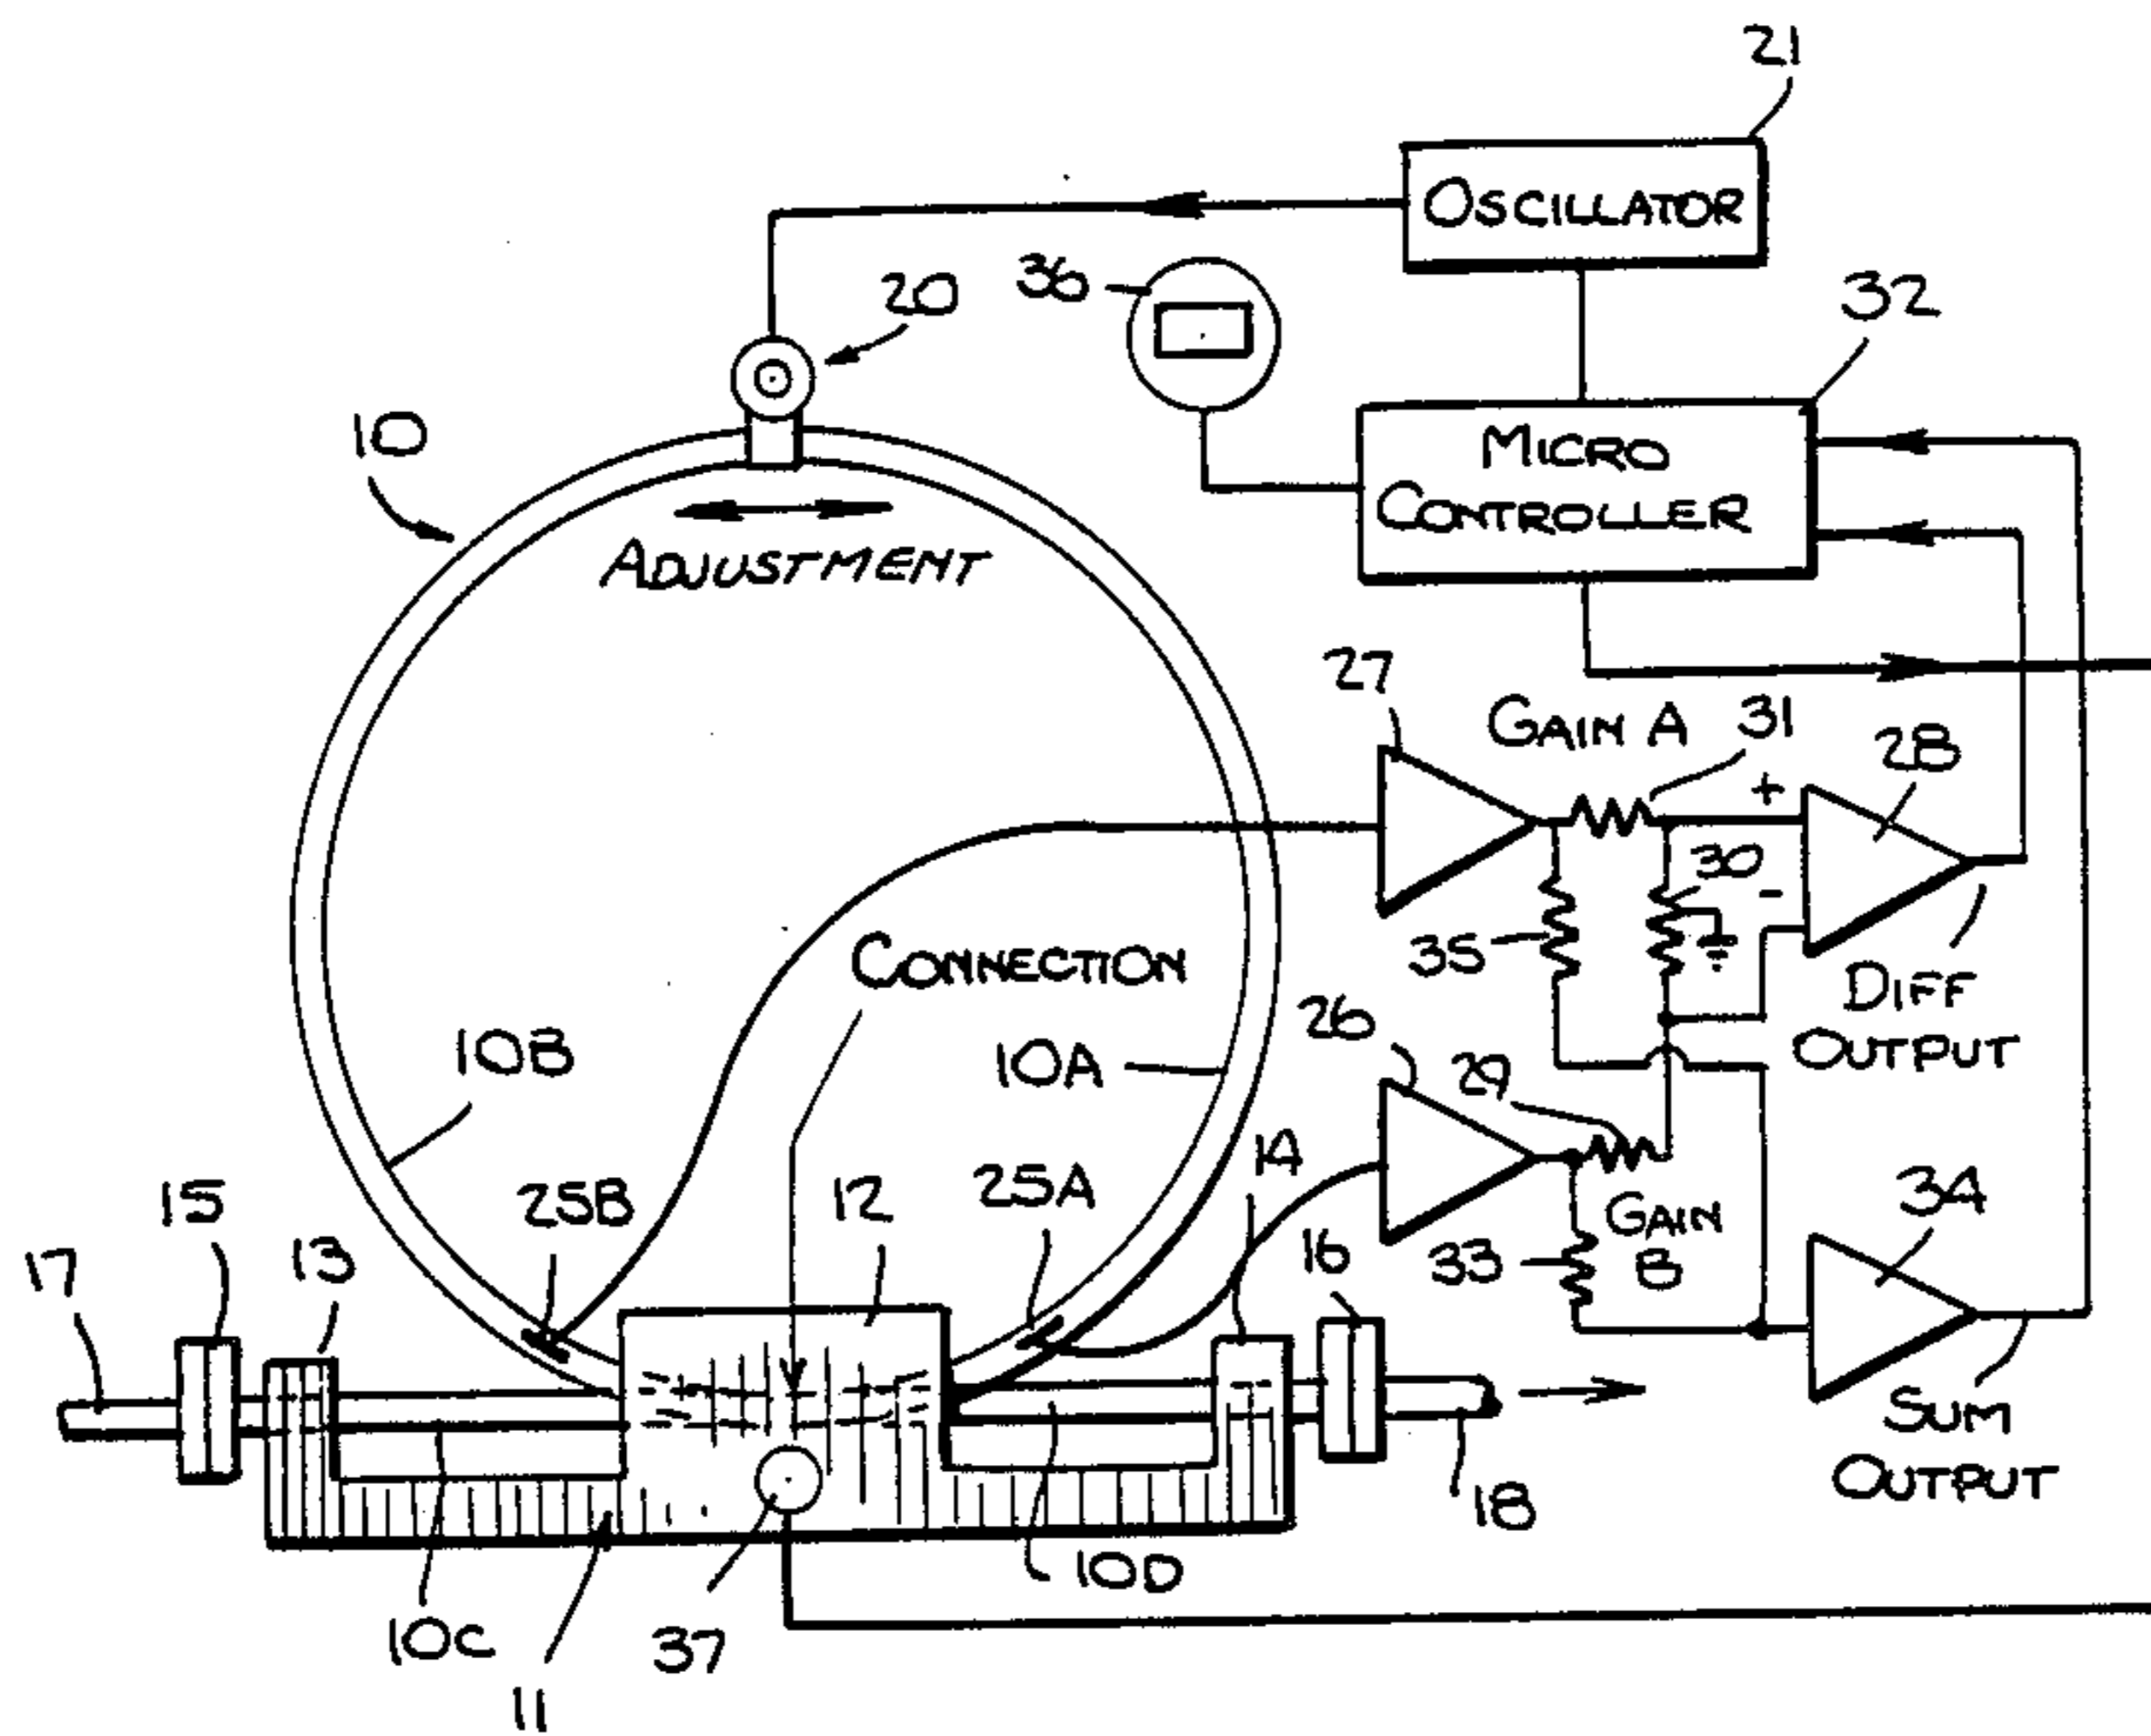 21
OSCILLATOR
20
36
32
10
MICRO
CONTROLLER
ADJUSTMENT
27
GAIN A
31
+
28
30
-
35
CONNECTION
DIFF
OUTPUT
26
10B
10A
29
14
25B
12
25A
34
15
GAIN
8
13
16
33
17
SUM
OUTPUT
18
10D
10C
37
11